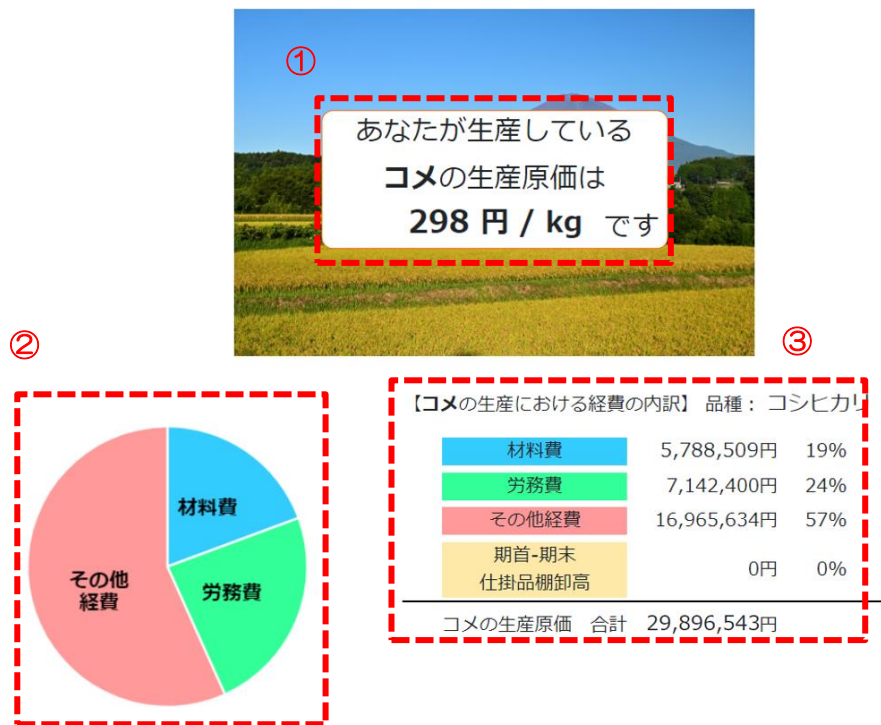 ①
あなたが生産している
コメの生産原価は
298 円 / kg です
②
材料費
労務費
その他
経費
③
【コメの生産における経費の内訳】 品種： コシヒカリ
材料費 5,788,509円 19%
労務費 7,142,400円 24%
その他経費 16,965,634円 57%
期首-期末
仕掛品棚卸高 0円 0%
コメの生産原価 合計 29,896,543円